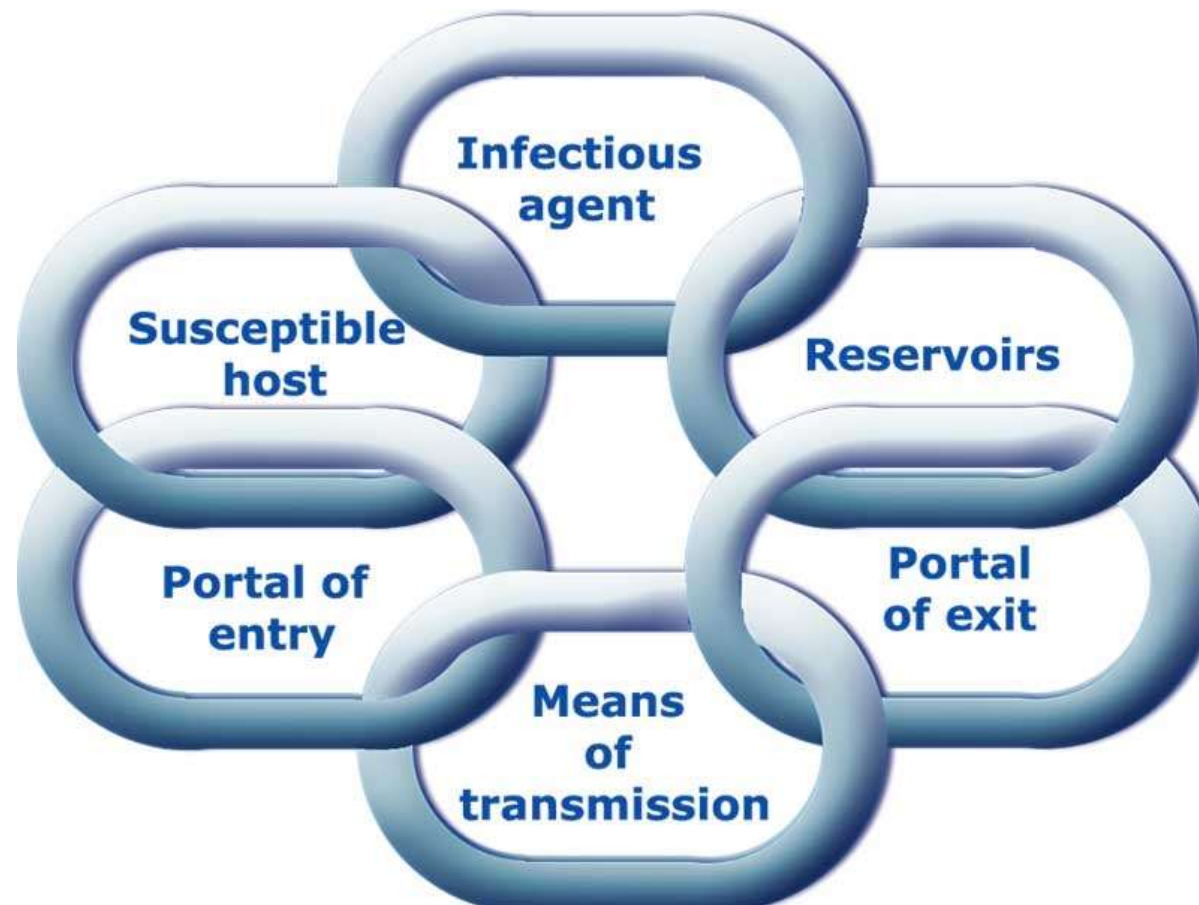 Infectious
agent
Reservoirs
Portal
of exit
Means
of
transmission
Portal of
entry
Susceptible
host